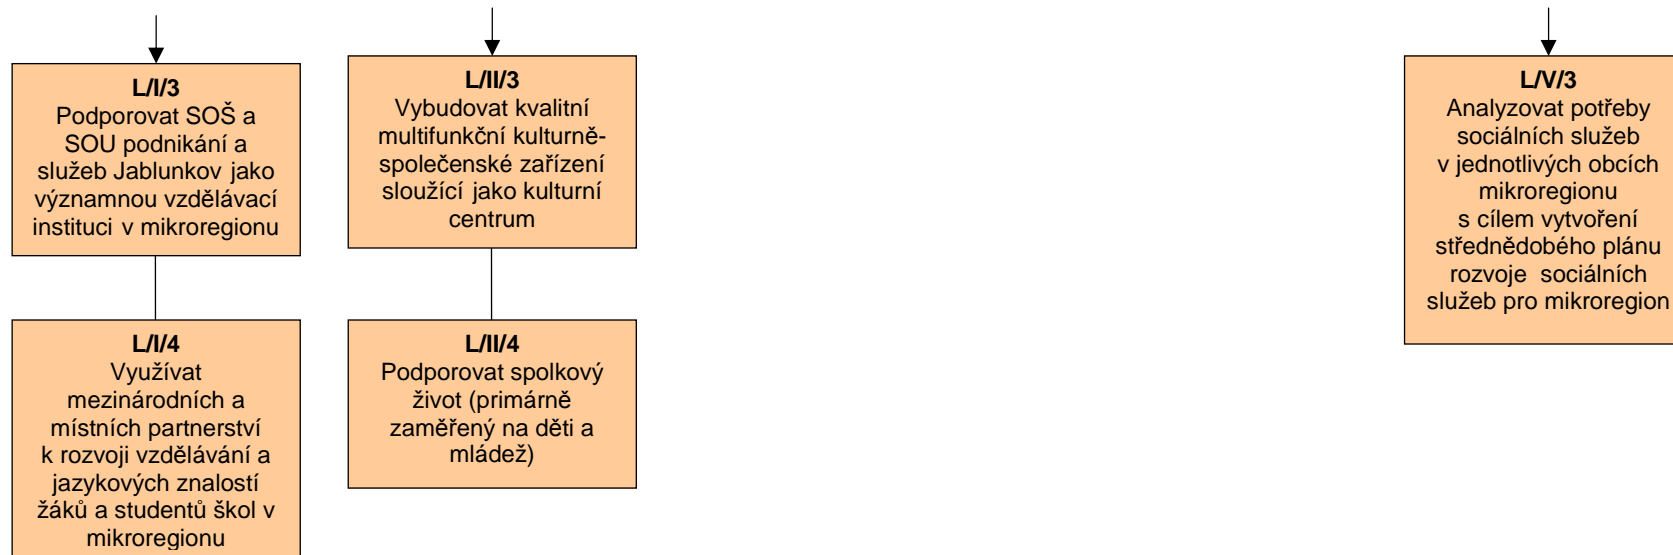 L/I/3
Podporovat SOŠ a
SOU podnikání a
služeb Jablunkov jako
významnou vzdělávací
instituci v mikroregionu
L/II/3
Vybudovat kvalitní
multifunkční kulturně-
společenské zařízení
sloužící jako kulturní
centrum
L/V/3
Analyzovat potřeby
sociálních služeb
v jednotlivých obcích
mikroregionu
s cílem vytvoření
střednědobého plánu
rozvoje sociálních
služeb pro mikroregion
L/I/4
Využívat
mezinárodních a
místních partnerství
k rozvoji vzdělávání a
jazykových znalostí
žáků a studentů škol v
mikroregionu
L/II/4
Podporovat spolkový
život (primárně
zaměřený na děti a
mládež)